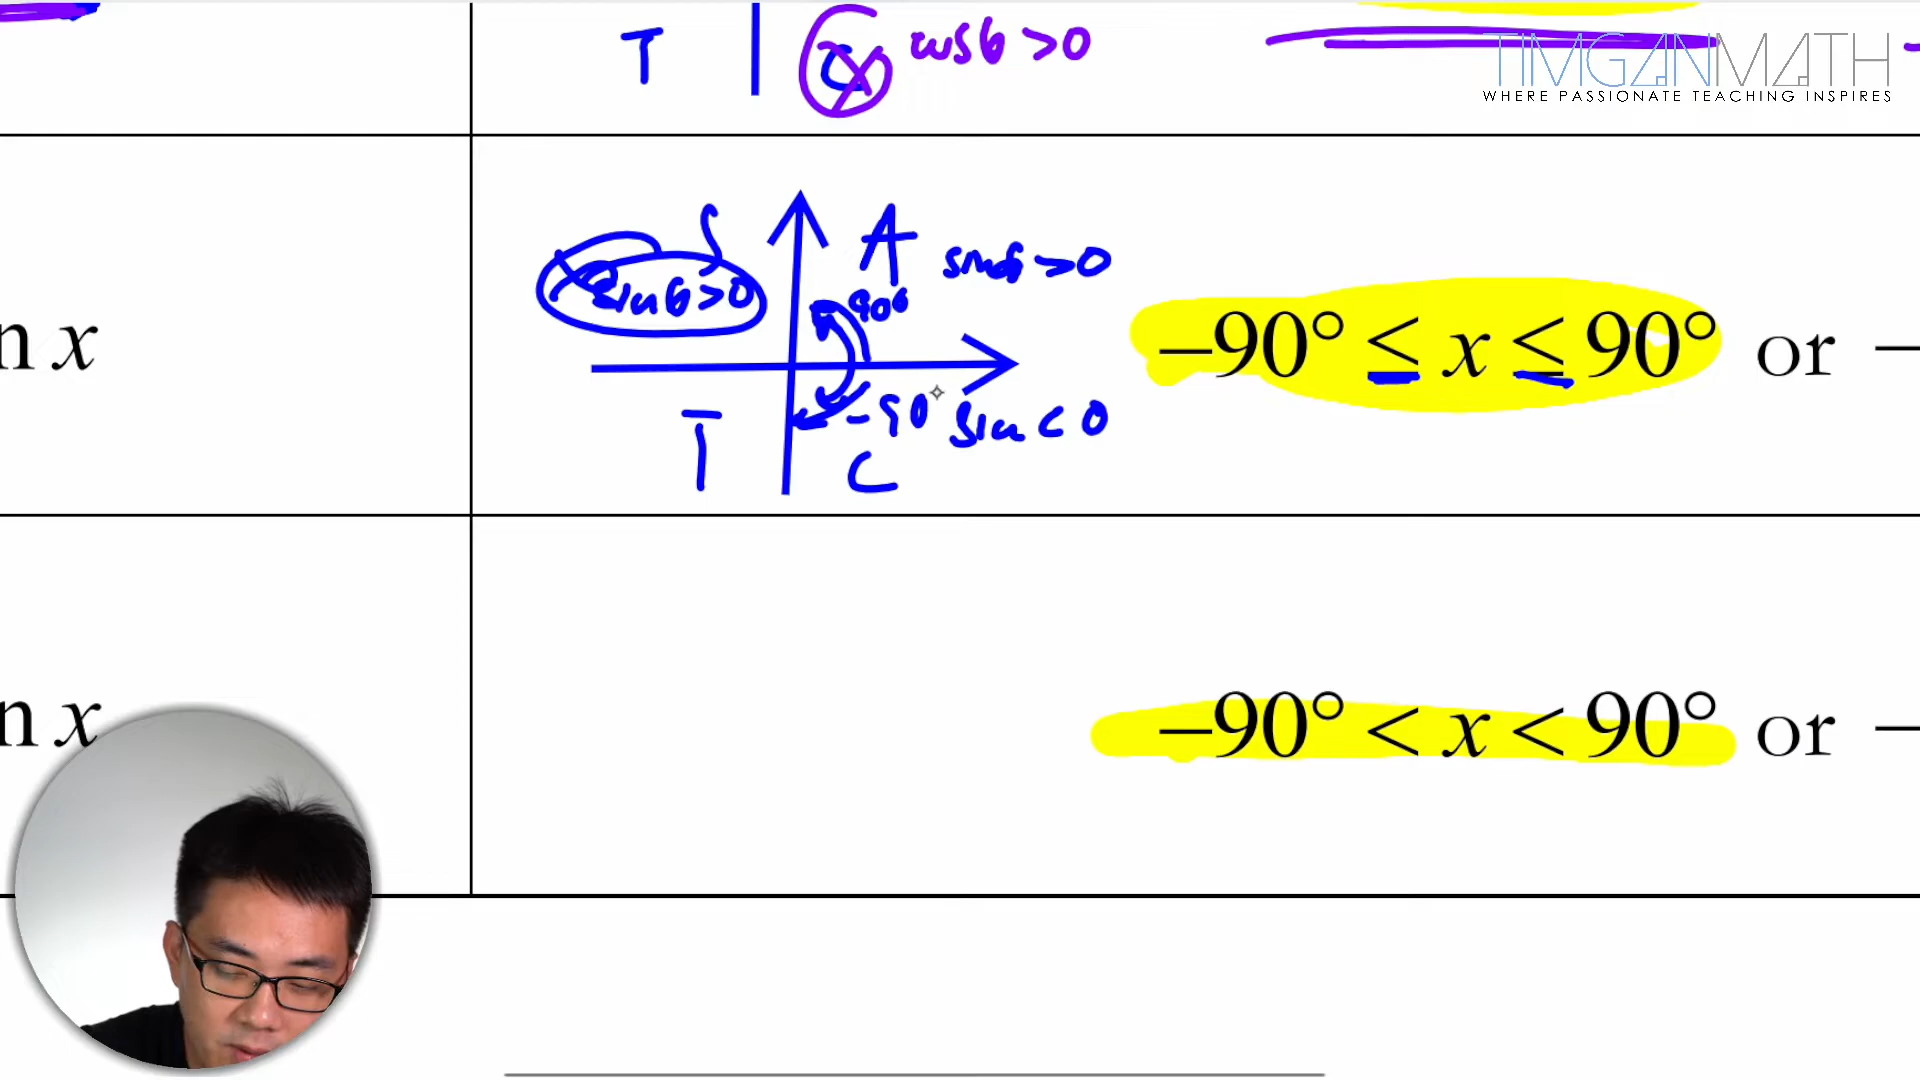 T cos θ > 0
TIMGANMATH
WHERE PASSIONATE TEACHING INSPIRES
S A sin θ > 0
sin θ > 0 90°
n x
–90° ≤ x ≤ 90° or –
–90° sin < 0
T C
n x
–90° < x < 90° or –